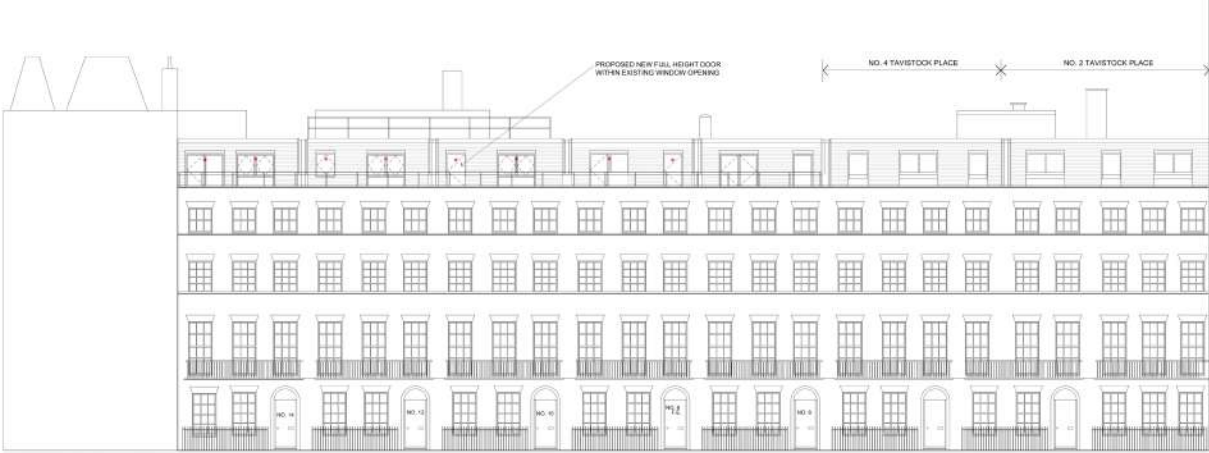 PROPOSED NEW FULL HEIGHT DOOR
WITHIN EXISTING WINDOW OPENING
NO. 4 TAVISTOCK PLACE
NO. 2 TAVISTOCK PLACE
NO. 14
NO. 12
NO. 10
NO. 8
NO. 6